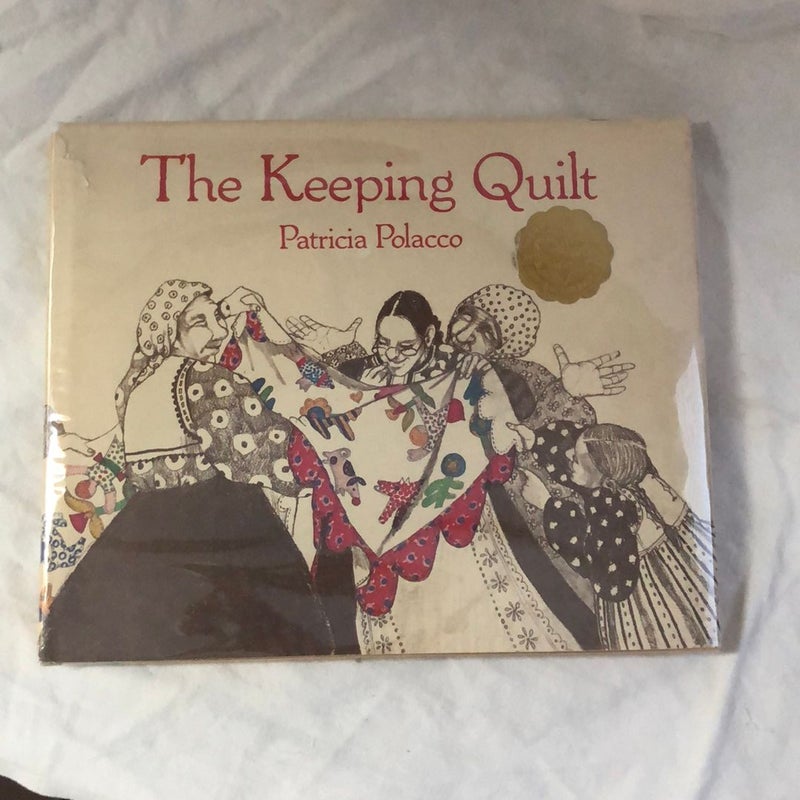 The Keeping Quilt
Patricia Polacco